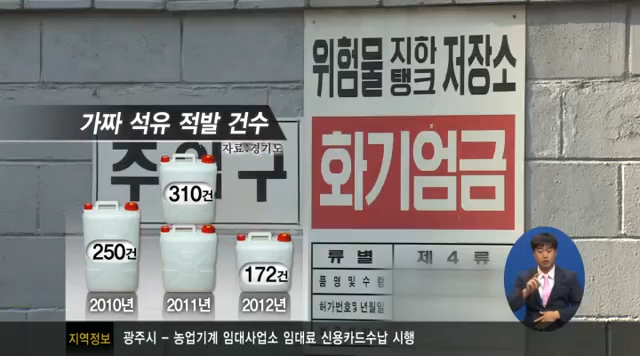 위험물 지하탱크 저장소
가짜 석유 적발 건수
자료:경기도
주입구
화기엄금
310건
250건
172건
2010년
2011년
2012년
류 별 제 4 류
품 명 및 수 량
허가번호및년월일
지역정보 광주시 - 농업기계 임대사업소 임대료 신용카드수납 시행